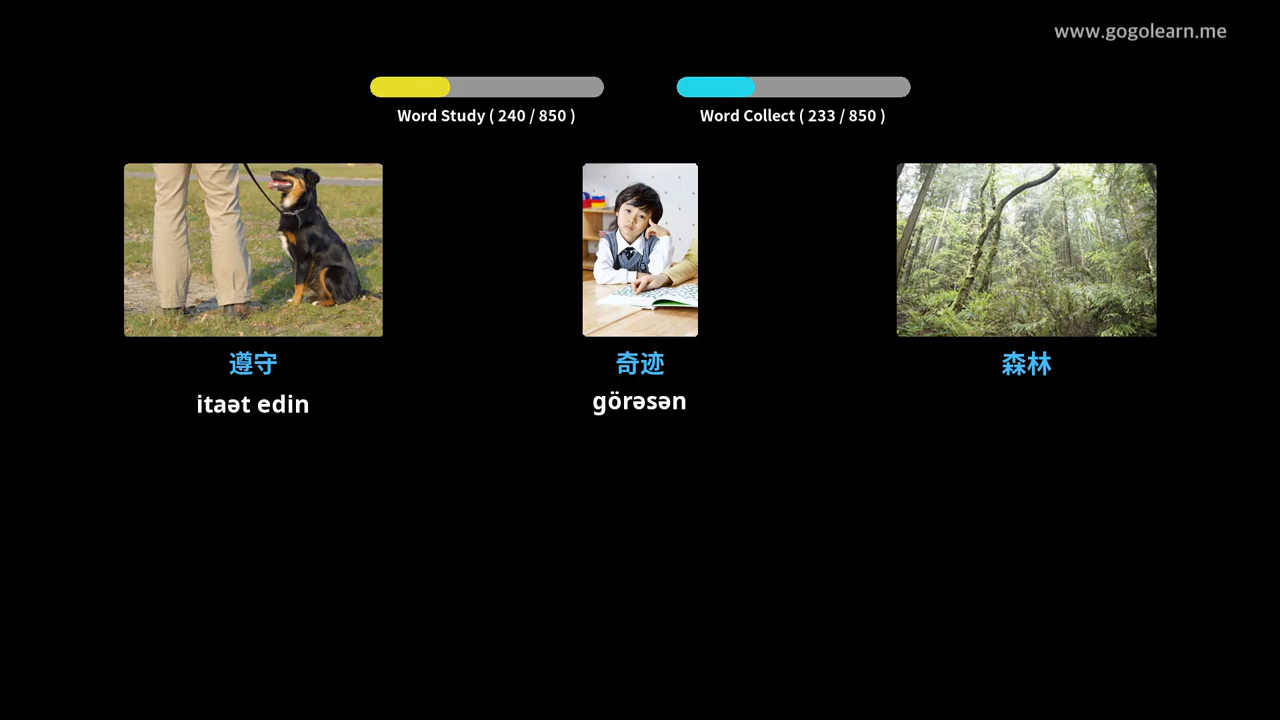 www.gogolearn.me
Word Study ( 240 / 850 )
Word Collect ( 233 / 850 )
遵守
奇迹
森林
itaət edin
görəsən